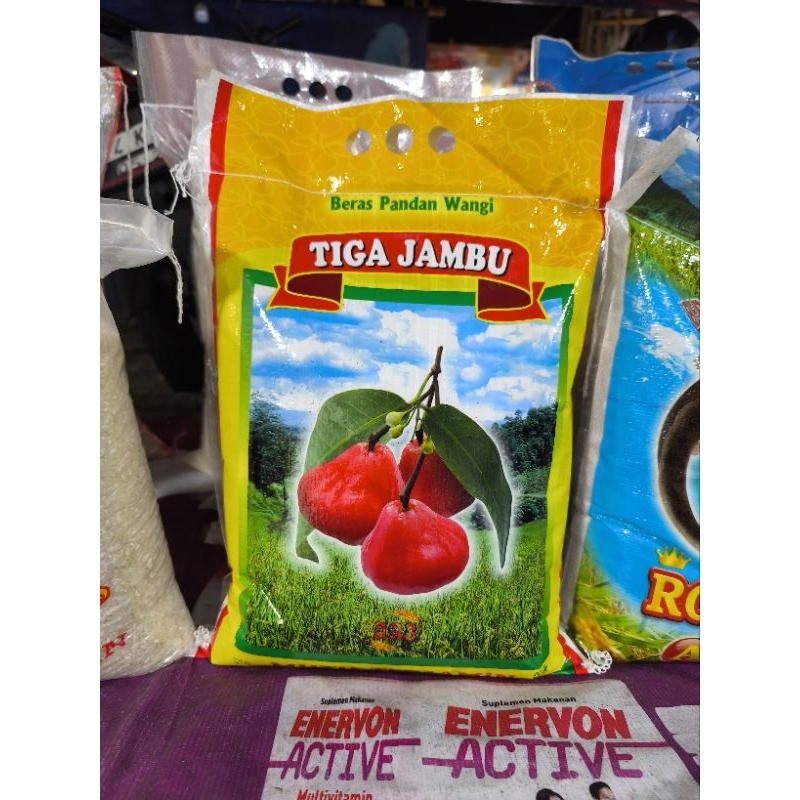 Beras Pandan Wangi
TIGA JAMBU
Suplemen Makanan
ENERVON
ACTIVE
Multivitamin
Suplemen Makanan
ENERVON
ACTIVE